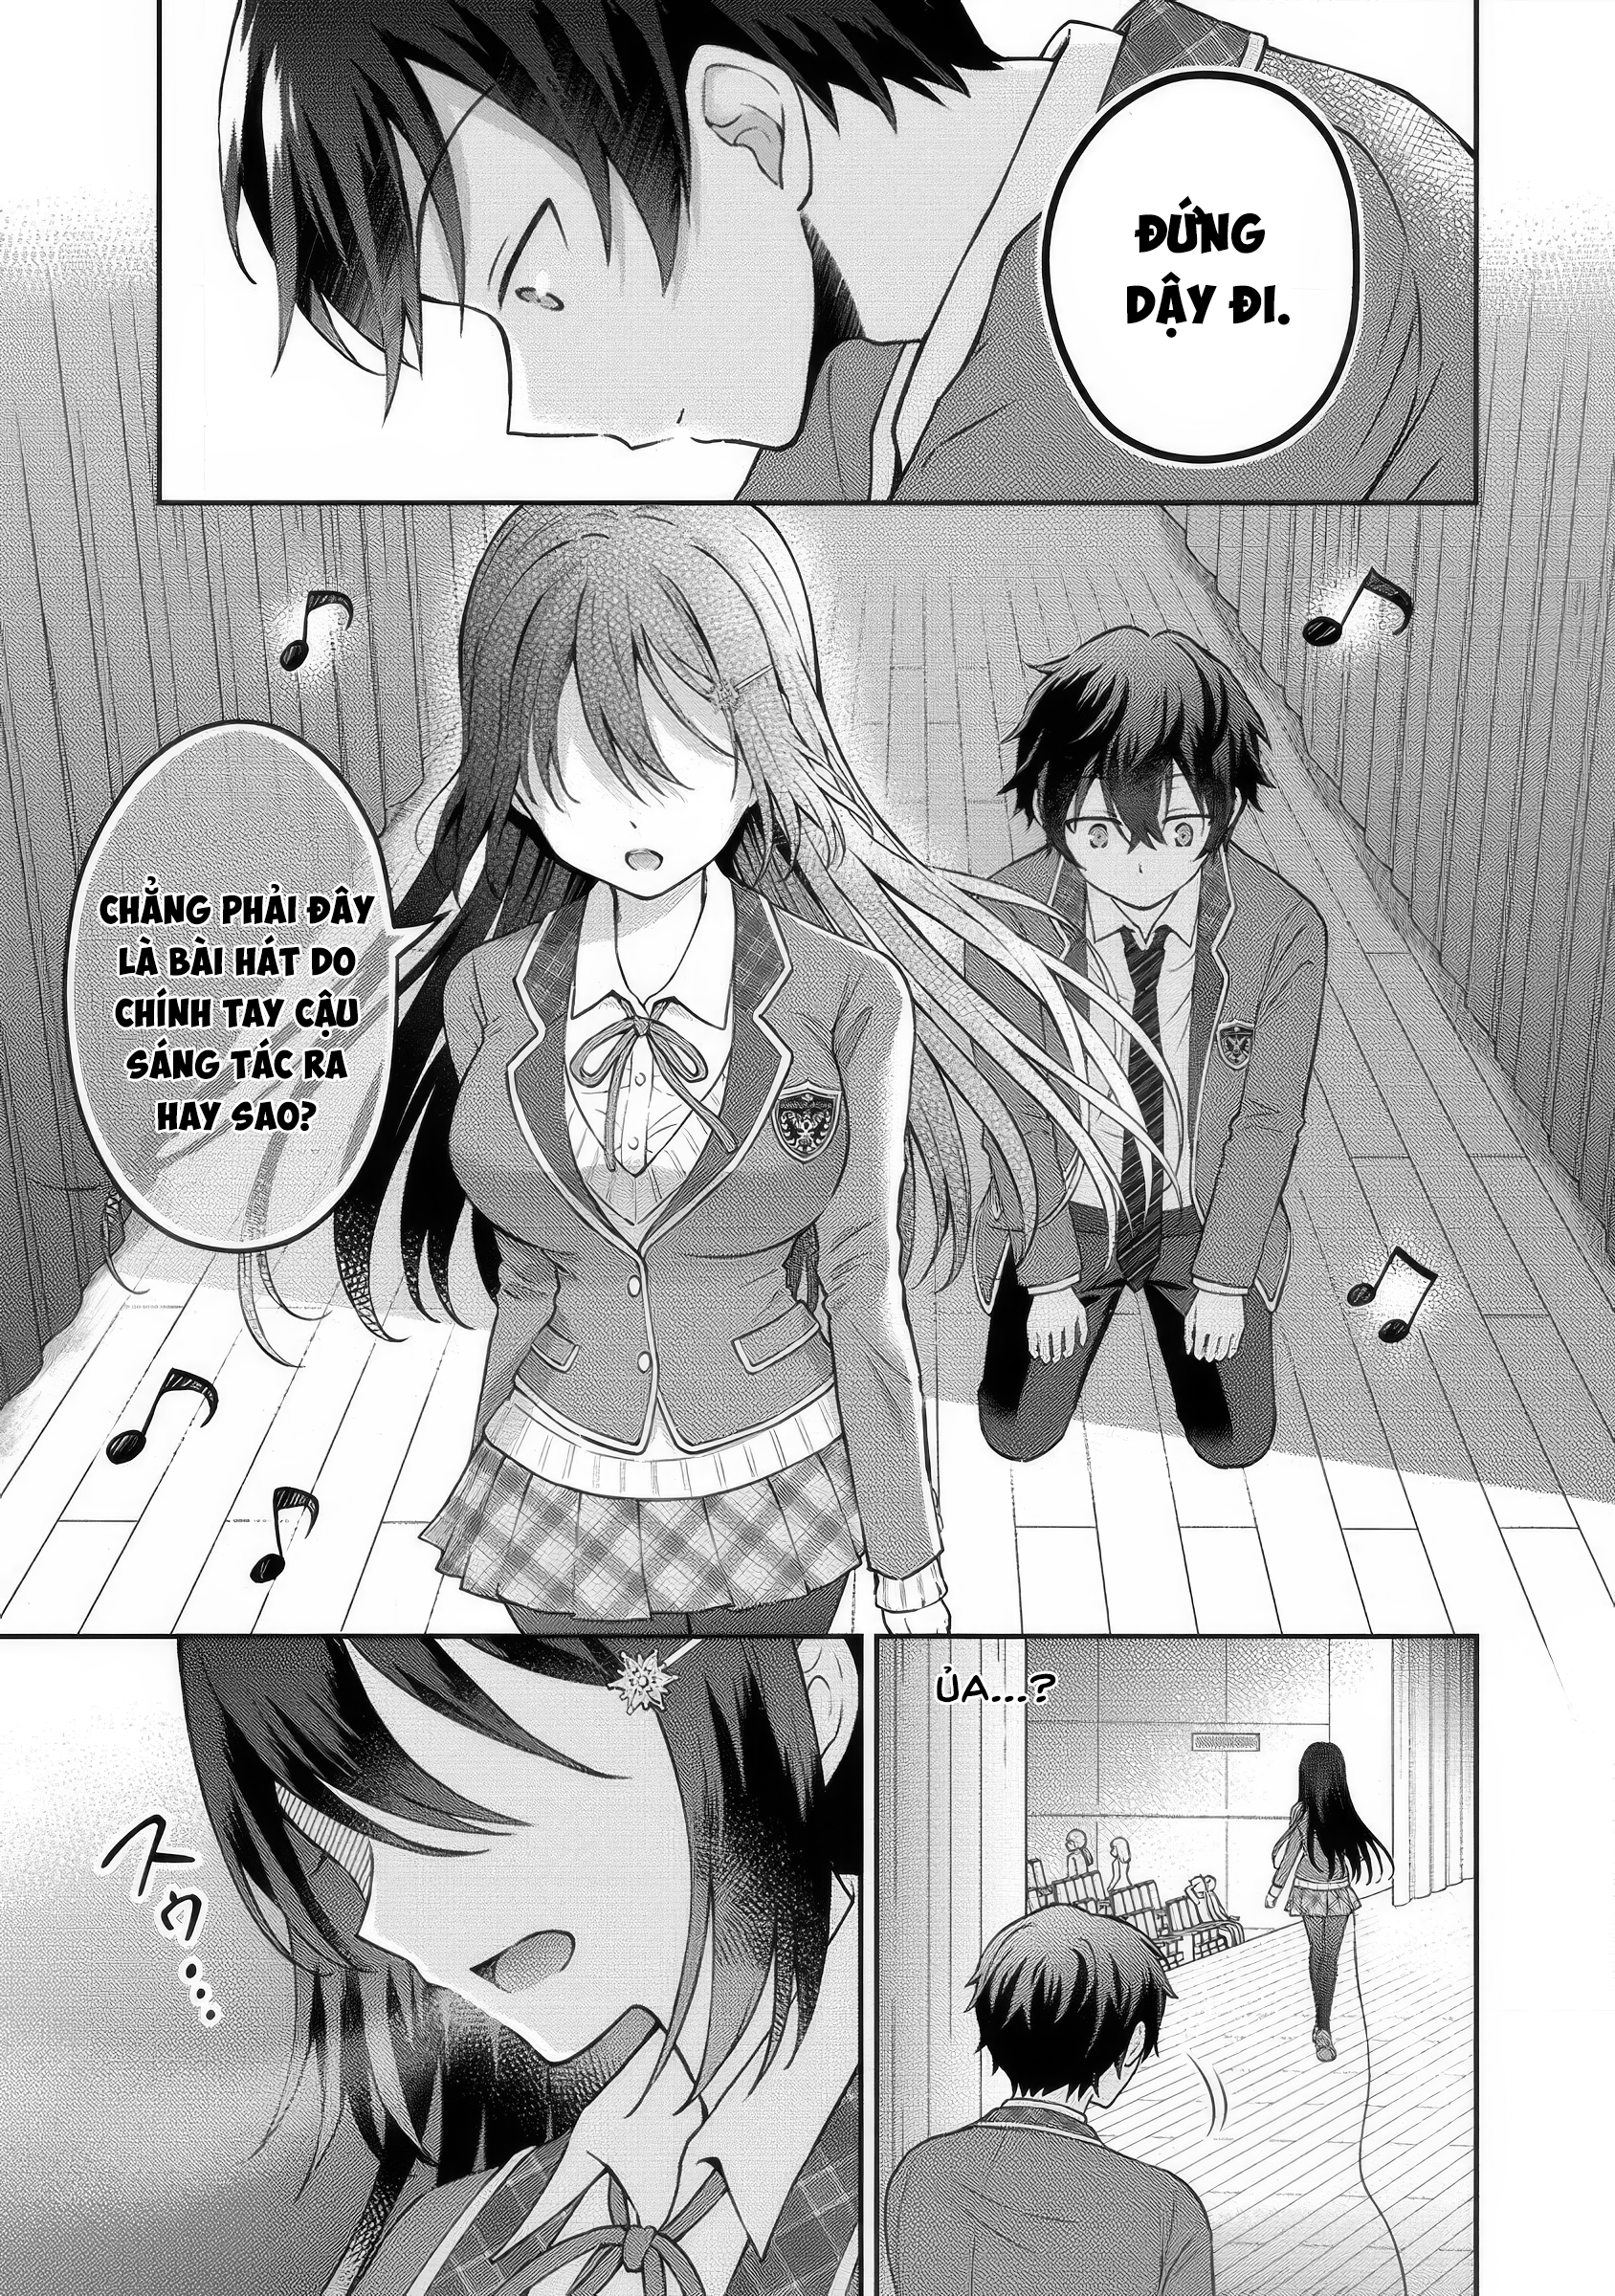 ĐỨNG
DẬY ĐI.
CHẲNG PHẢI ĐÂY
LÀ BÀI HÁT DO
CHÍNH TAY CẬU
SÁNG TÁC RA
HAY SAO?
ỦA...?
スゥ…